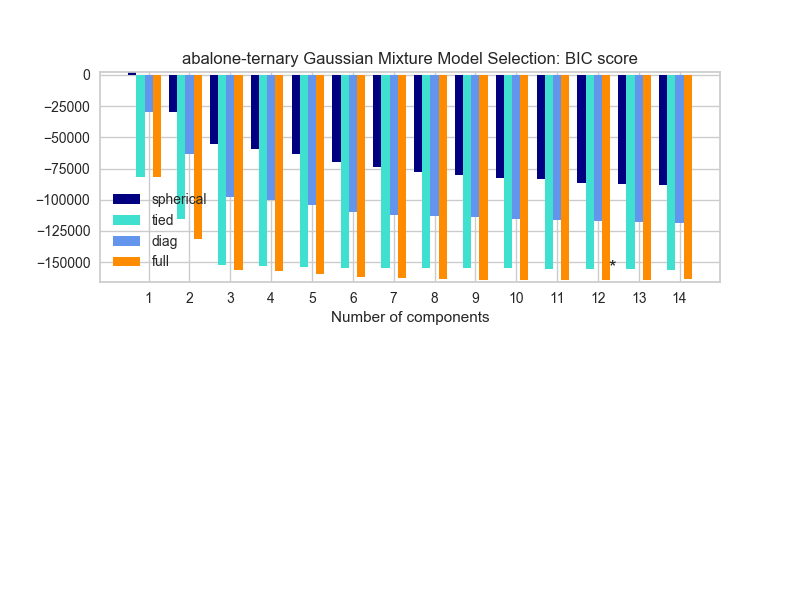 abalone-ternary Gaussian Mixture Model Selection: BIC score
0
−25000
−50000
−75000
−100000
−125000
−150000
spherical
tied
diag
full
*
1 2 3 4 5 6 7 8 9 10 11 12 13 14
Number of components